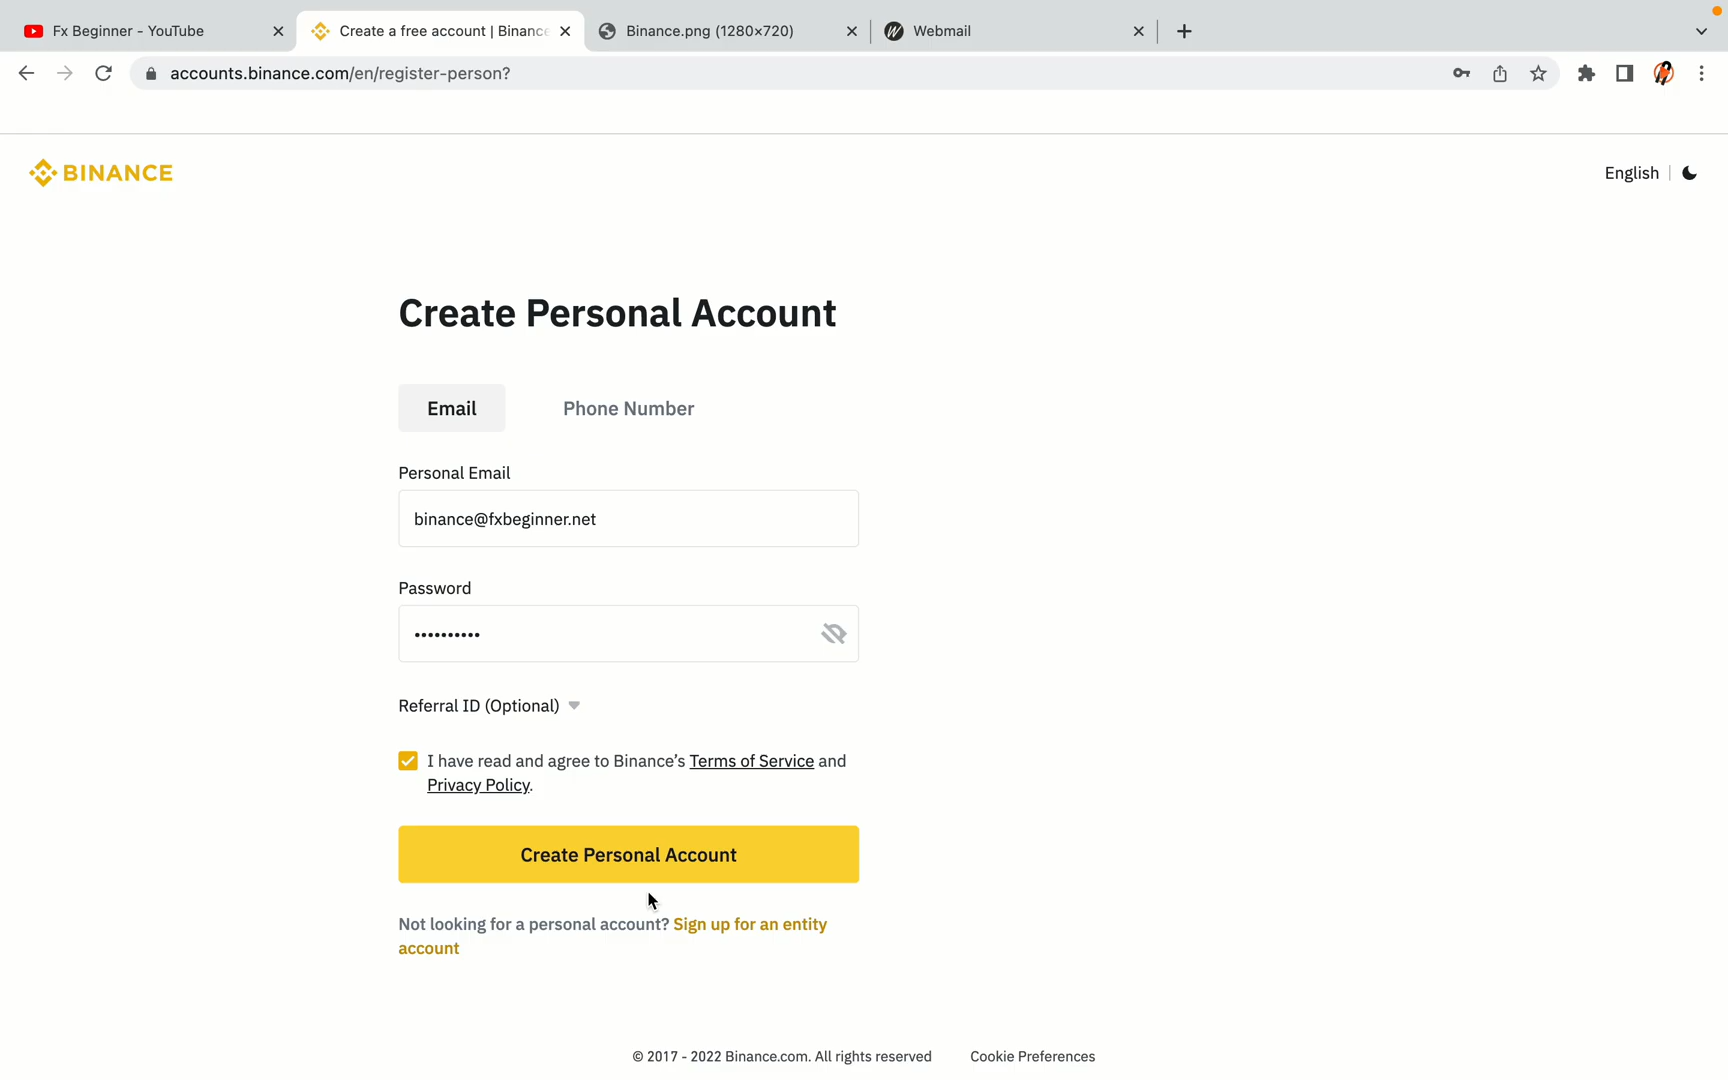 Fx Beginner - YouTube
Create a free account | Binance
Binance.png (1280×720)
Webmail
accounts.binance.com/en/register-person?
BINANCE
English
Create Personal Account
Email
Phone Number
Personal Email
binance@fxbeginner.net
Password
••••••••••
Referral ID (Optional)
I have read and agree to Binance’s Terms of Service and
Privacy Policy.
Create Personal Account
Not looking for a personal account? Sign up for an entity
account
© 2017 - 2022 Binance.com. All rights reserved
Cookie Preferences